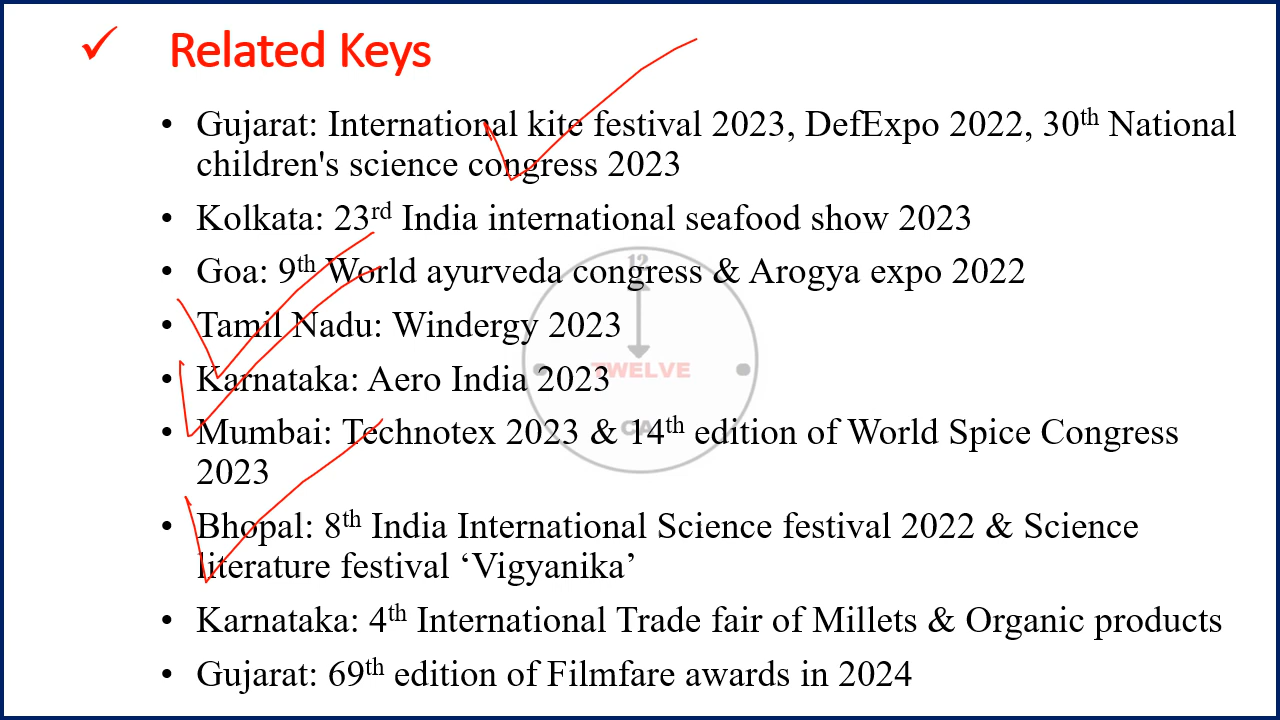 ✓ Related Keys
• Gujarat: International kite festival 2023, DefExpo 2022, 30th National
children's science congress 2023
• Kolkata: 23rd India international seafood show 2023
• Goa: 9th World ayurveda congress & Arogya expo 2022
• Tamil Nadu: Windergy 2023
• Karnataka: Aero India 2023
• Mumbai: Technotex 2023 & 14th edition of World Spice Congress
2023
• Bhopal: 8th India International Science festival 2022 & Science
literature festival ‘Vigyanika’
• Karnataka: 4th International Trade fair of Millets & Organic products
• Gujarat: 69th edition of Filmfare awards in 2024
12
TWELVE
CA